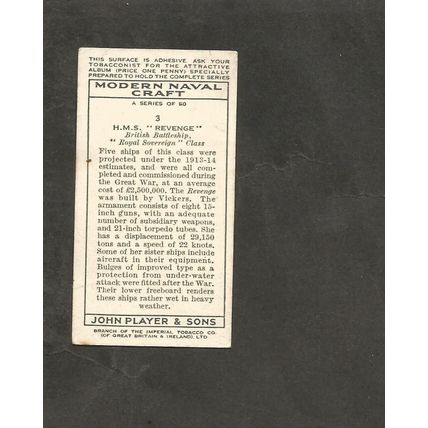 THIS SURFACE IS ADHESIVE. ASK YOUR
TOBACCONIST FOR THE ATTRACTIVE
ALBUM (PRICE ONE PENNY) SPECIALLY
PREPARED TO HOLD THE COMPLETE SERIES
MODERN NAVAL
CRAFT
A SERIES OF 50
3
H.M.S. "REVENGE"
British Battleship,
"Royal Sovereign" Class
Five ships of this class were
projected under the 1913-14
estimates, and were all com-
pleted and commissioned during
the Great War, at an average
cost of £2,500,000. The Revenge
was built by Vickers. The
armament consists of eight 15-
inch guns, with an adequate
number of subsidiary weapons,
and 21-inch torpedo tubes. She
has a displacement of 29,150
tons and a speed of 22 knots.
Some of her sister ships include
aircraft in their equipment.
Bulges of improved type as a
protection from under-water
attack were fitted after the War.
Their lower freeboard renders
these ships rather wet in heavy
weather.
JOHN PLAYER & SONS
BRANCH OF THE IMPERIAL TOBACCO CO.
(OF GREAT BRITAIN & IRELAND), LTD